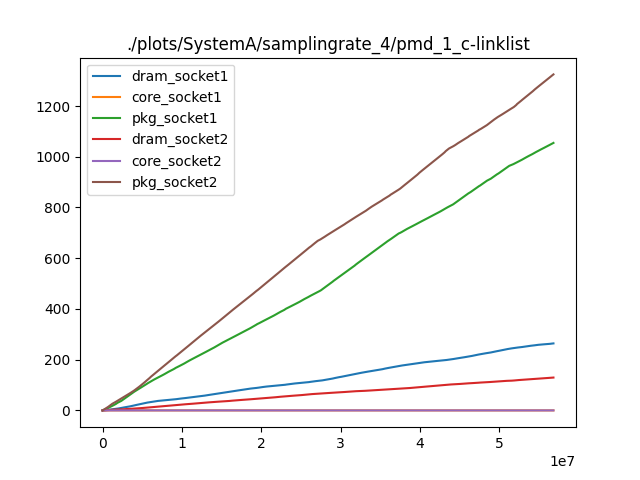 ./plots/SystemA/samplingrate_4/pmd_1_c-linklist
dram_socket1
core_socket1
pkg_socket1
dram_socket2
core_socket2
pkg_socket2
1200
1000
800
600
400
200
0
0 1 2 3 4 5
1e7